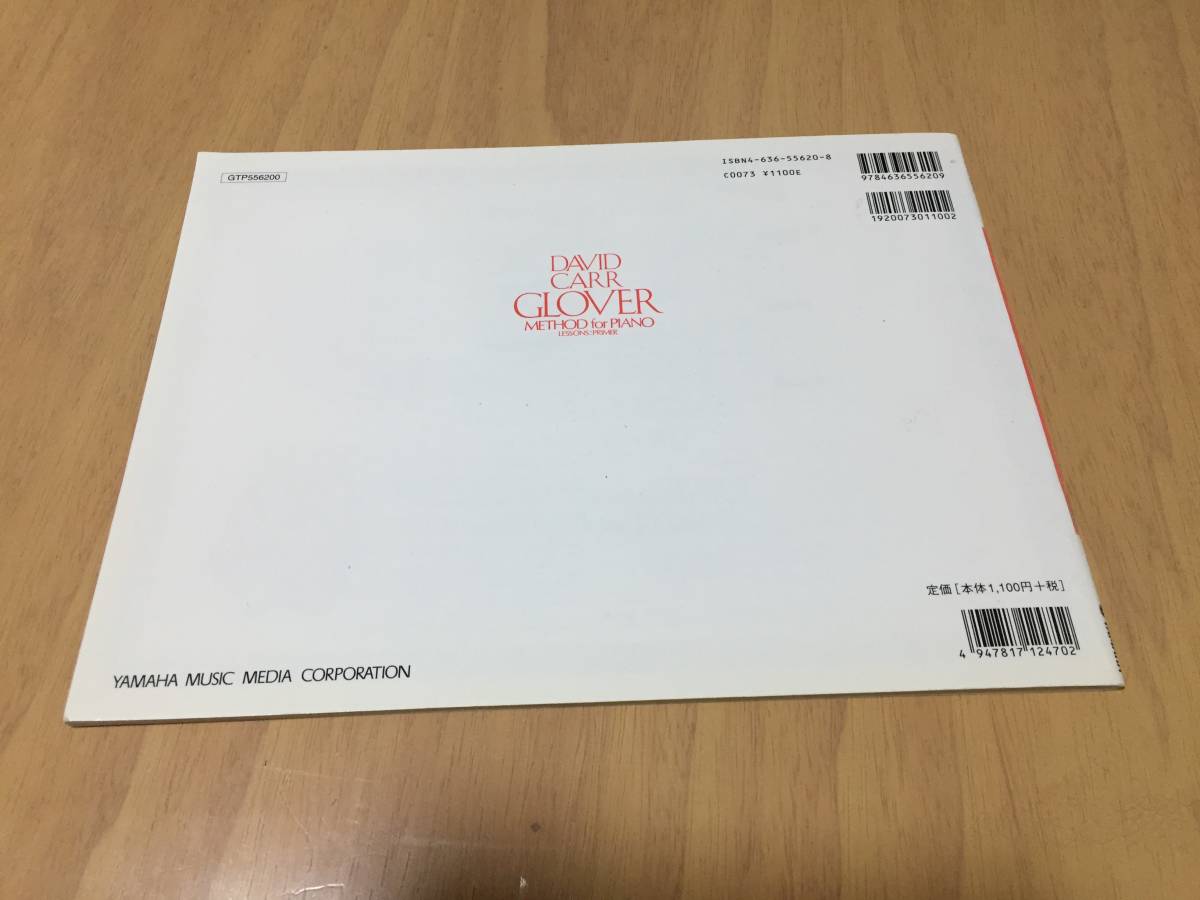 GTP556200
ISBN4-636-55620-8
C0073 ¥1100E
9784636556209
1920073011002
DAVID
CARR
GLOVER
METHOD for PIANO
LESSONS:PRIMER
定価[本体1,100円+税]
4 947817 124702
YAMAHA MUSIC MEDIA CORPORATION